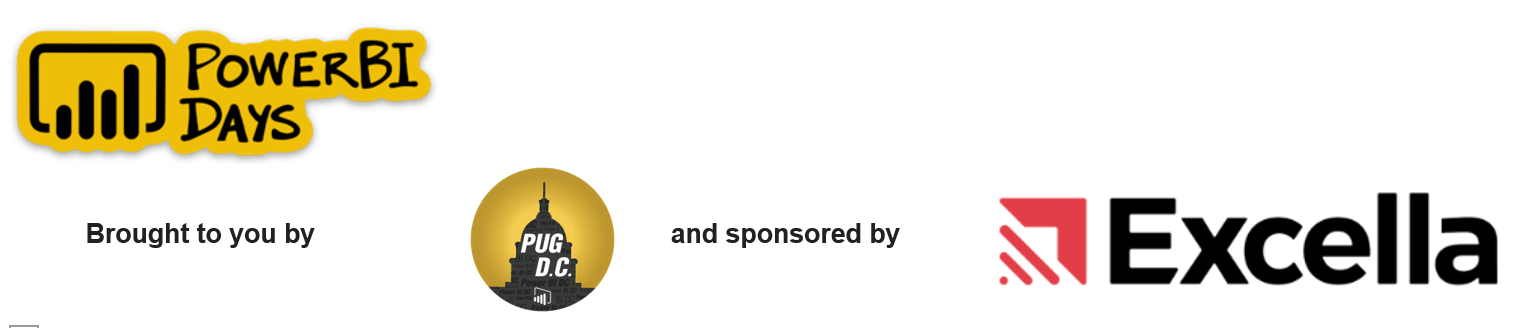 POWERBI
DAYS
Brought to you by
PUG
D.C.
and sponsored by
Excella